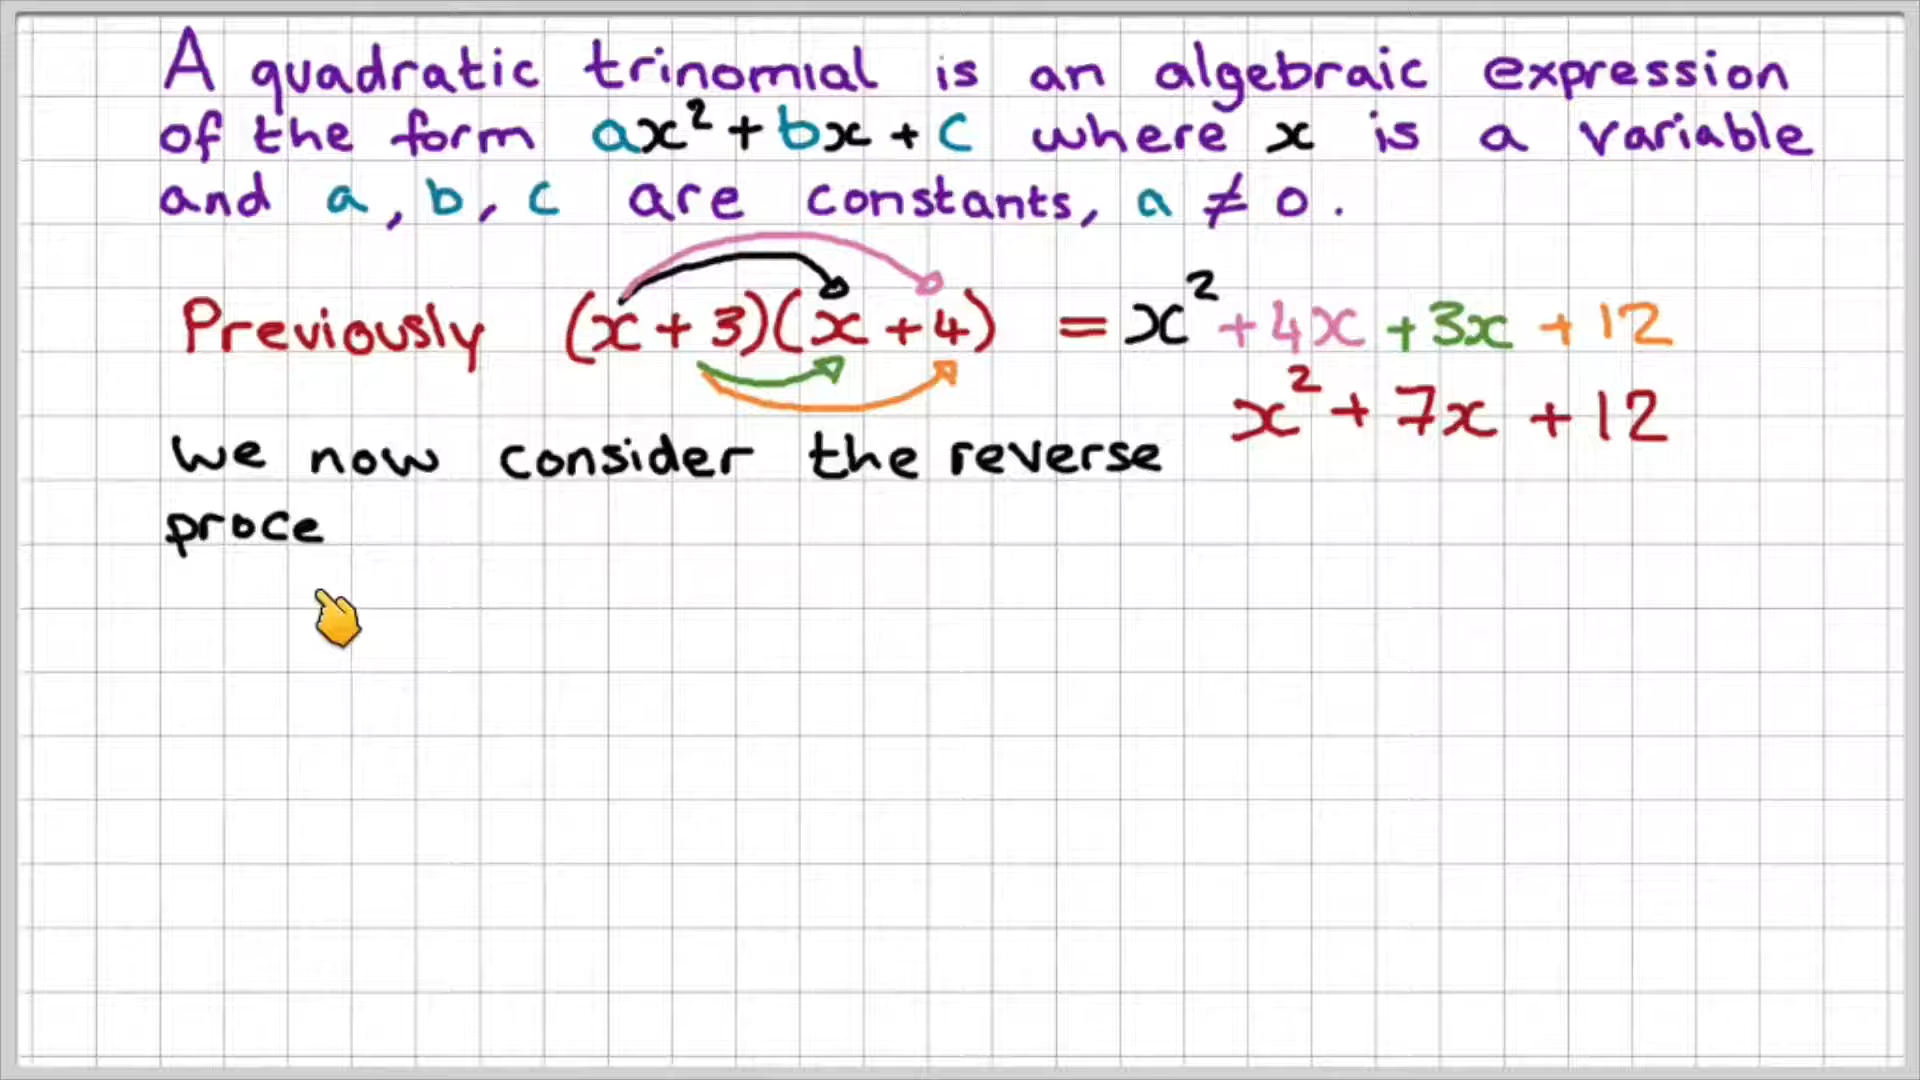 A quadratic trinomial is an algebraic expression
of the form ax² + bx + c where x is a variable
and a, b, c are constants, a ≠ 0.
Previously (x + 3)(x + 4) = x² + 4x + 3x + 12
x² + 7x + 12
we now consider the reverse
proce